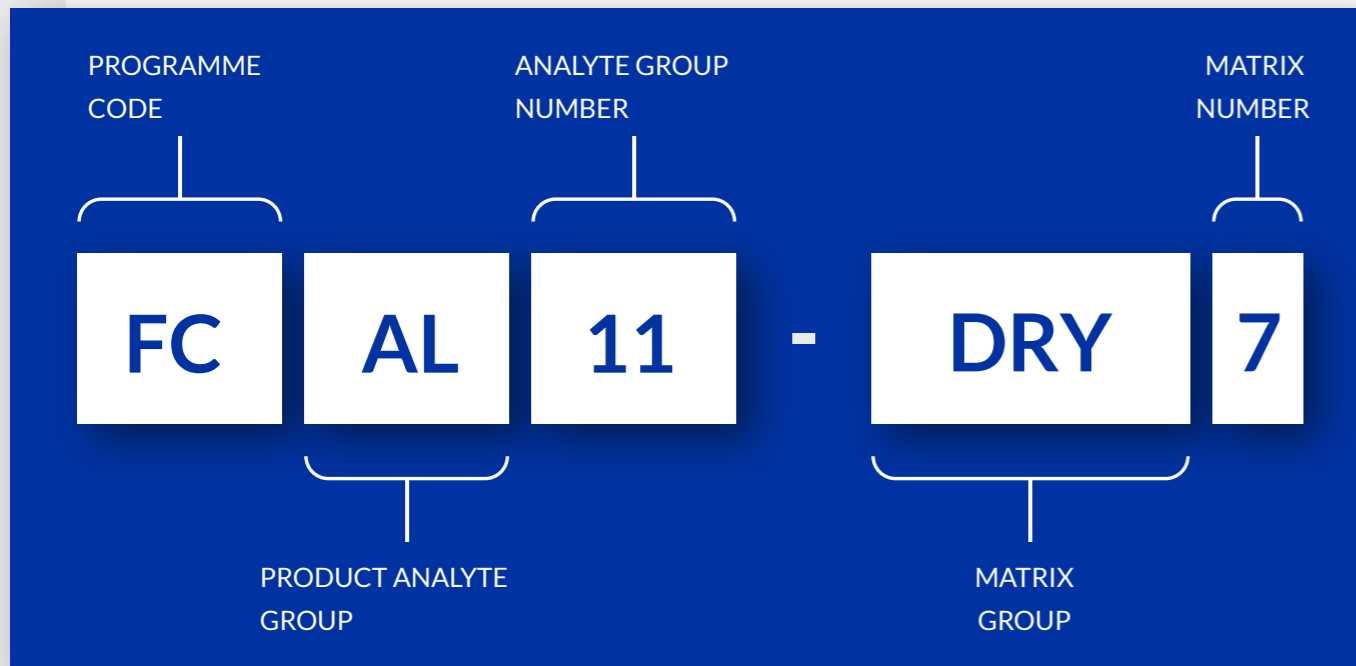 PROGRAMME
CODE
ANALYTE GROUP
NUMBER
MATRIX
NUMBER
FC AL 11 - DRY 7
PRODUCT ANALYTE
GROUP
MATRIX
GROUP